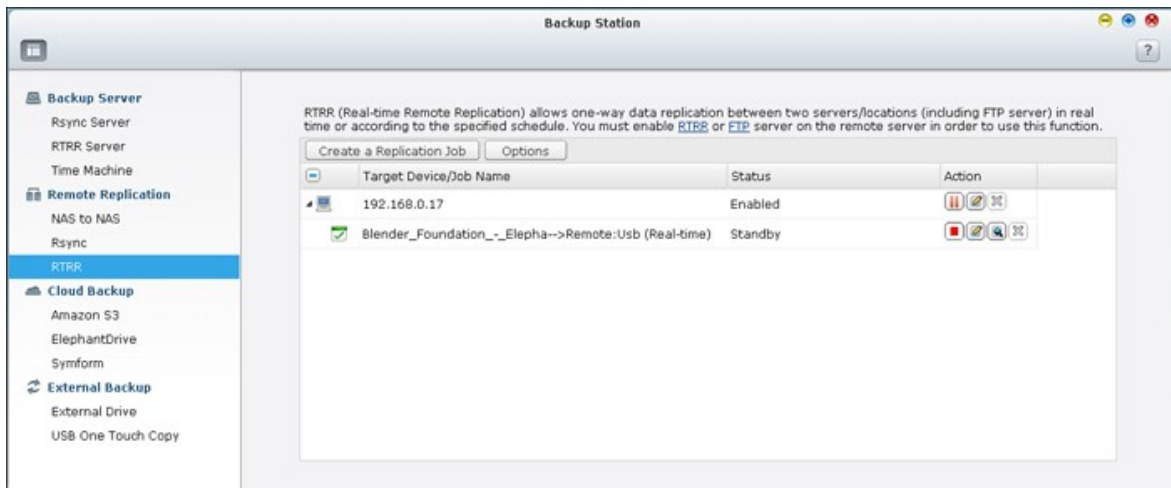 Backup Station
?
Backup Server
Rsync Server
RTRR Server
Time Machine
Remote Replication
NAS to NAS
Rsync
RTRR
Cloud Backup
Amazon S3
ElephantDrive
Symform
External Backup
External Drive
USB One Touch Copy
RTRR (Real-time Remote Replication) allows one-way data replication between two servers/locations (including FTP server) in real
time or according to the specified schedule. You must enable RTRR or FTP server on the remote server in order to use this function.
Create a Replication Job Options
Target Device/Job Name Status Action
192.168.0.17 Enabled
Blender_Foundation_-_Elepha-->Remote:Usb (Real-time) Standby